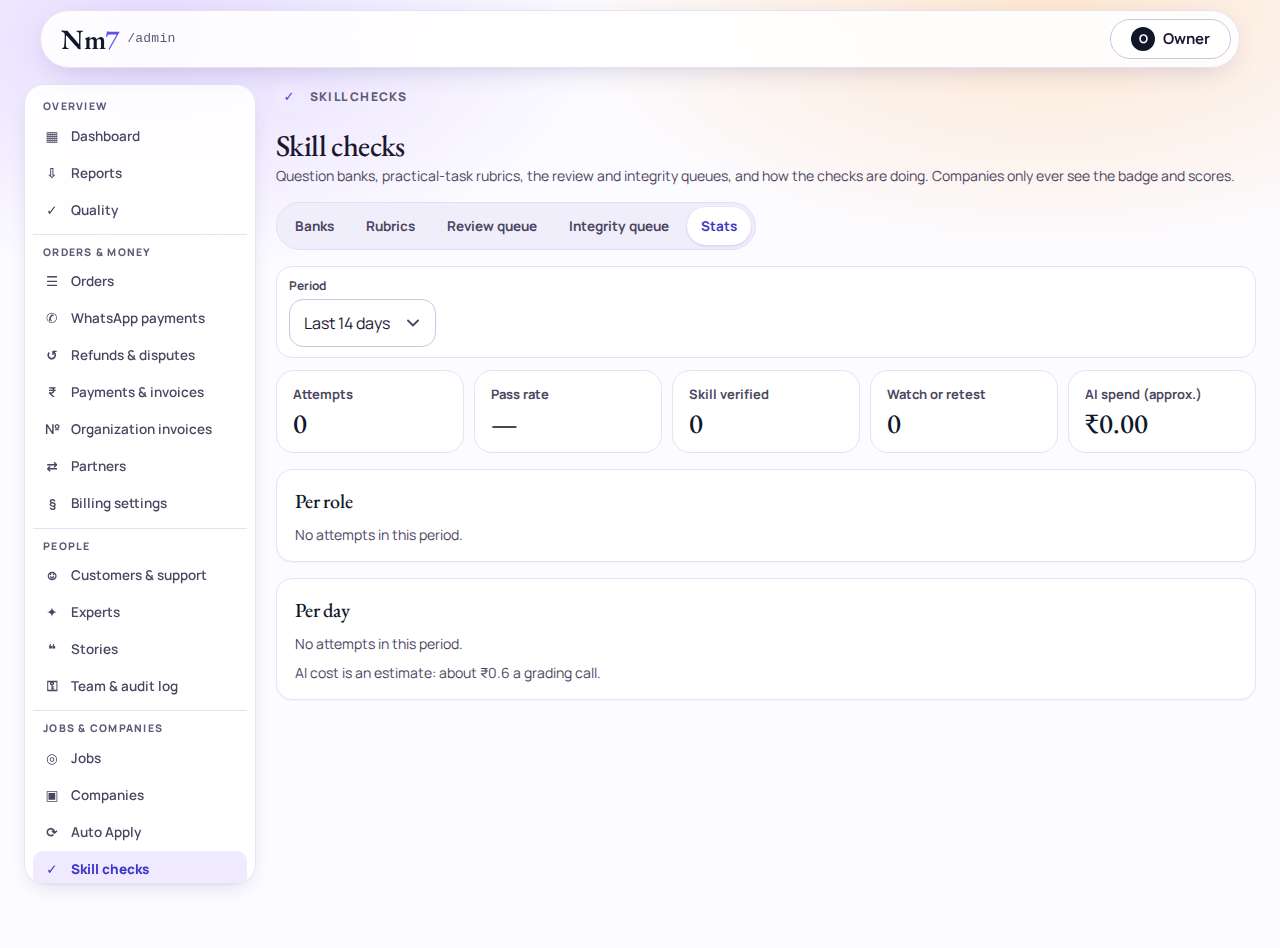 Nm7 /admin
O Owner
OVERVIEW
▦ Dashboard
⇩ Reports
✓ Quality
ORDERS & MONEY
☰ Orders
✆ WhatsApp payments
↺ Refunds & disputes
₹ Payments & invoices
№ Organization invoices
⇄ Partners
§ Billing settings
PEOPLE
☺ Customers & support
✦ Experts
❝ Stories
⚿ Team & audit log
JOBS & COMPANIES
◎ Jobs
▣ Companies
⟳ Auto Apply
✓ Skill checks
✓ SKILLCHECKS
Skill checks
Question banks, practical-task rubrics, the review and integrity queues, and how the checks are doing. Companies only ever see the badge and scores.
Banks Rubrics Review queue Integrity queue Stats
Period
Last 14 days
Attempts
0
Pass rate
—
Skill verified
0
Watch or retest
0
AI spend (approx.)
₹0.00
Per role
No attempts in this period.
Per day
No attempts in this period.
AI cost is an estimate: about ₹0.6 a grading call.